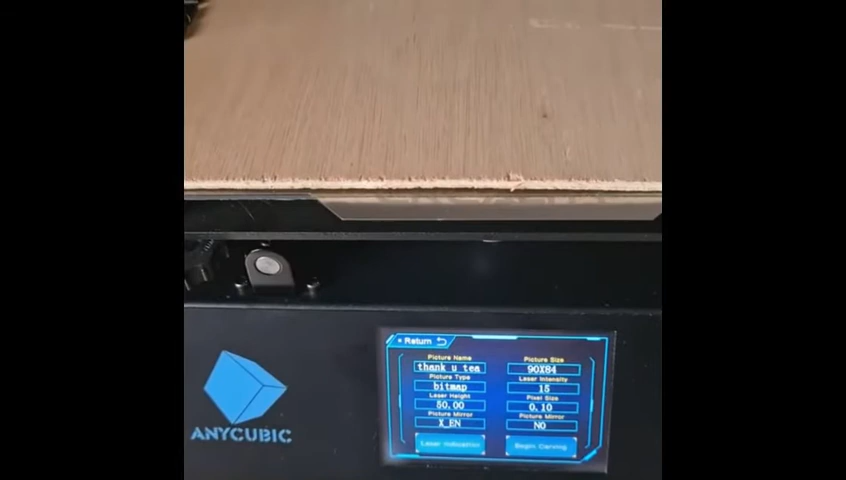 Return
Picture Name
Picture Size
thank u tea
90X84
Picture Type
Laser Intensity
bitmap
15
Laser Height
Pixel Size
50.00
0.10
Picture Mirror
Picture Mirror
X_EN
NO
Laser Indication
Begin Carving
ANYCUBIC